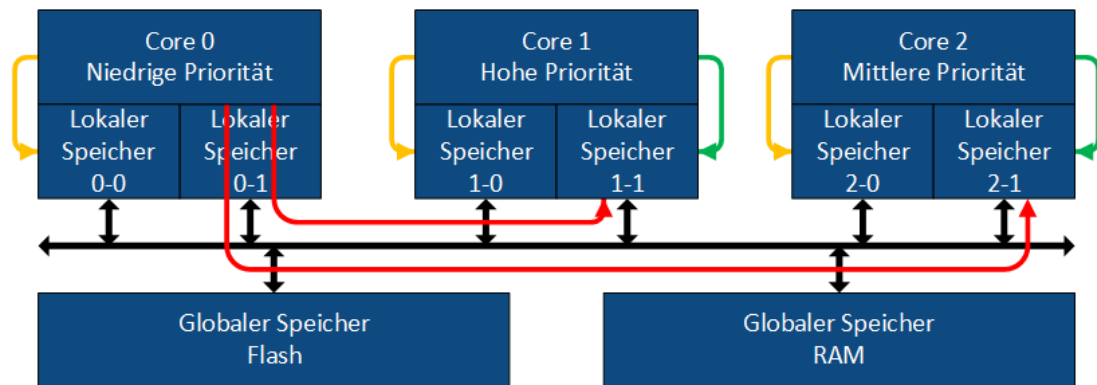 Core 0
Niedrige Priorität
Core 1
Hohe Priorität
Core 2
Mittlere Priorität
Lokaler
Speicher
0-0
Lokaler
Speicher
0-1
Lokaler
Speicher
1-0
Lokaler
Speicher
1-1
Lokaler
Speicher
2-0
Lokaler
Speicher
2-1
Globaler Speicher
Flash
Globaler Speicher
RAM